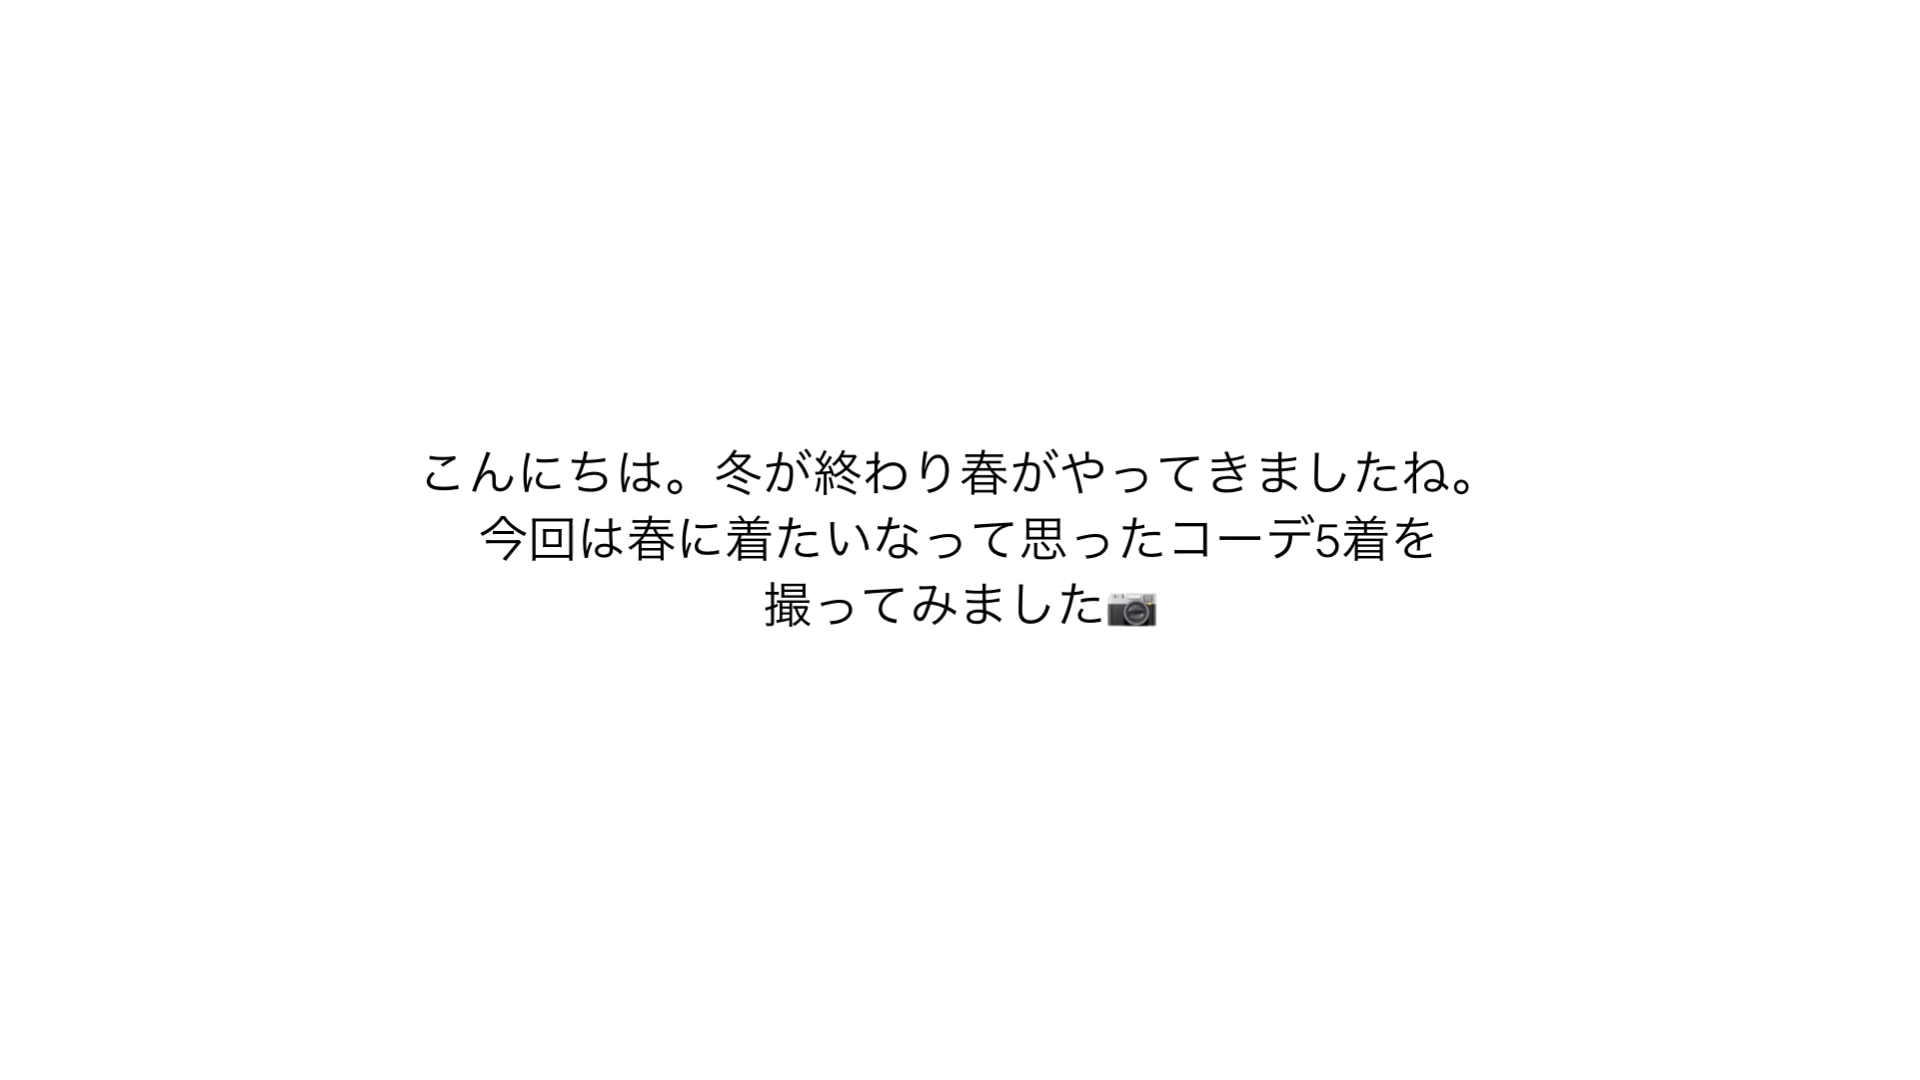 こんにちは。冬が終わり春がやってきましたね。
今回は春に着たいなって思ったコーデ5着を
撮ってみました📷